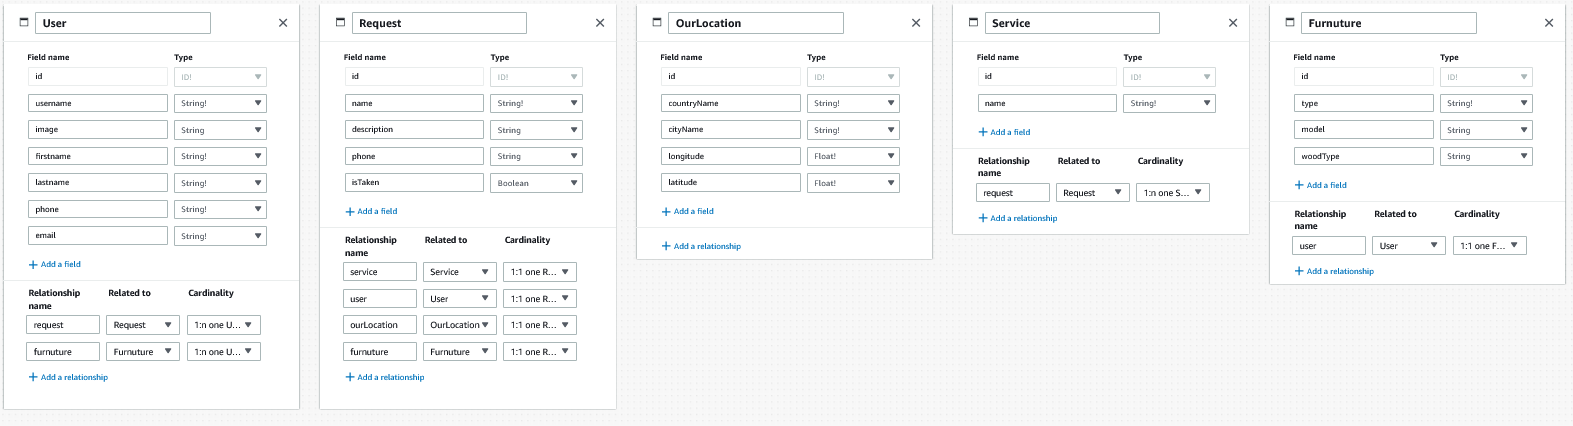 User
Field name Type
id ID!
username String!
image String
firstname String!
lastname String!
phone String!
email String!
Add a field
Relationship name Related to Cardinality
request Request 1:n one U...
furnuture Furnuture 1:n one U...
Add a relationship
Request
Field name Type
id ID!
name String!
description String
phone String
isTaken Boolean
Add a field
Relationship name Related to Cardinality
service Service 1:1 one R...
user User 1:1 one R...
ourLocation OurLocation 1:1 one R...
furnuture Furnuture 1:1 one R...
Add a relationship
OurLocation
Field name Type
id ID!
countryName String!
cityName String!
longitude Float!
latitude Float!
Add a field
Add a relationship
Service
Field name Type
id ID!
name String!
Add a field
Relationship name Related to Cardinality
request Request 1:n one S...
Add a relationship
Furnuture
Field name Type
id ID!
type String!
model String
woodType String
Add a field
Relationship name Related to Cardinality
user User 1:1 one F...
Add a relationship